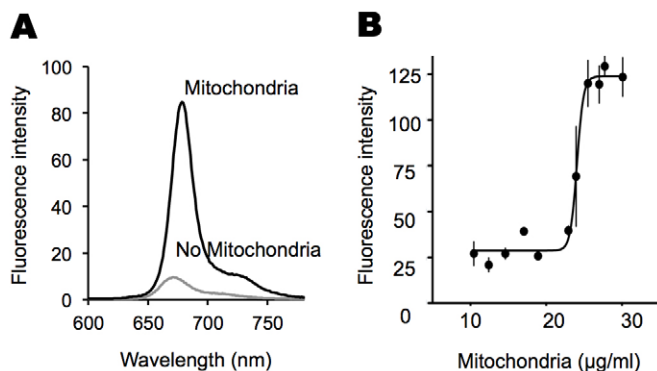 A
Fluorescence intensity
100
80
60
40
20
0
Mitochondria
No Mitochondria
600
650
700
750
Wavelength (nm)
B
Fluorescence intensity
125
100
75
50
25
0
10
20
30
Mitochondria (µg/ml)